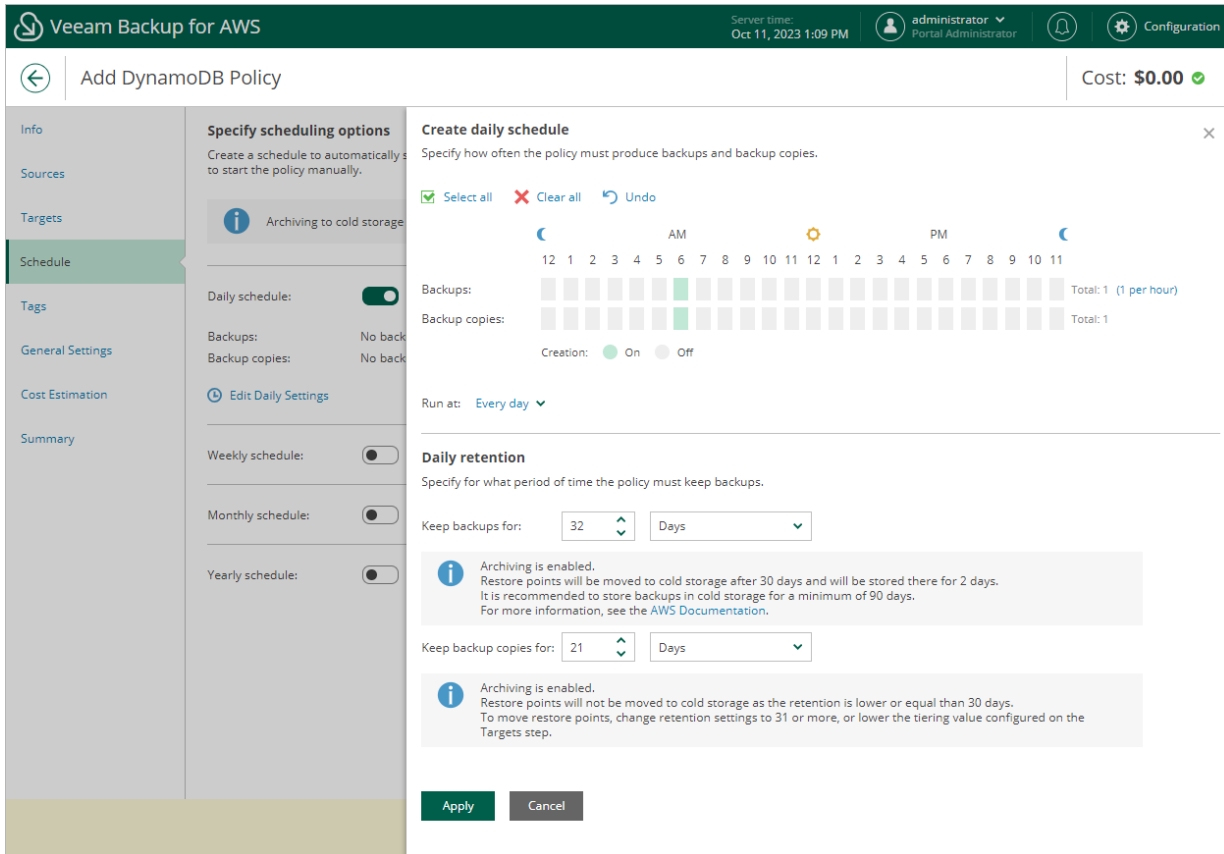 Veeam Backup for AWS
Server time:
Oct 11, 2023 1:09 PM
administrator
Portal Administrator
Configuration
Add DynamoDB Policy
Cost: $0.00
Info
Sources
Targets
Schedule
Tags
General Settings
Cost Estimation
Summary
Specify scheduling options
Create a schedule to automatically s
to start the policy manually.
Archiving to cold storage
Daily schedule:
Backups: No back
Backup copies: No back
Edit Daily Settings
Weekly schedule:
Monthly schedule:
Yearly schedule:
Create daily schedule
Specify how often the policy must produce backups and backup copies.
Select all Clear all Undo
AM PM
12 1 2 3 4 5 6 7 8 9 10 11 12 1 2 3 4 5 6 7 8 9 10 11
Backups: Total: 1 (1 per hour)
Backup copies: Total: 1
Creation: On Off
Run at: Every day
Daily retention
Specify for what period of time the policy must keep backups.
Keep backups for: 32 Days
Archiving is enabled.
Restore points will be moved to cold storage after 30 days and will be stored there for 2 days.
It is recommended to store backups in cold storage for a minimum of 90 days.
For more information, see the AWS Documentation.
Keep backup copies for: 21 Days
Archiving is enabled.
Restore points will not be moved to cold storage as the retention is lower or equal than 30 days.
To move restore points, change retention settings to 31 or more, or lower the tiering value configured on the
Targets step.
Apply Cancel